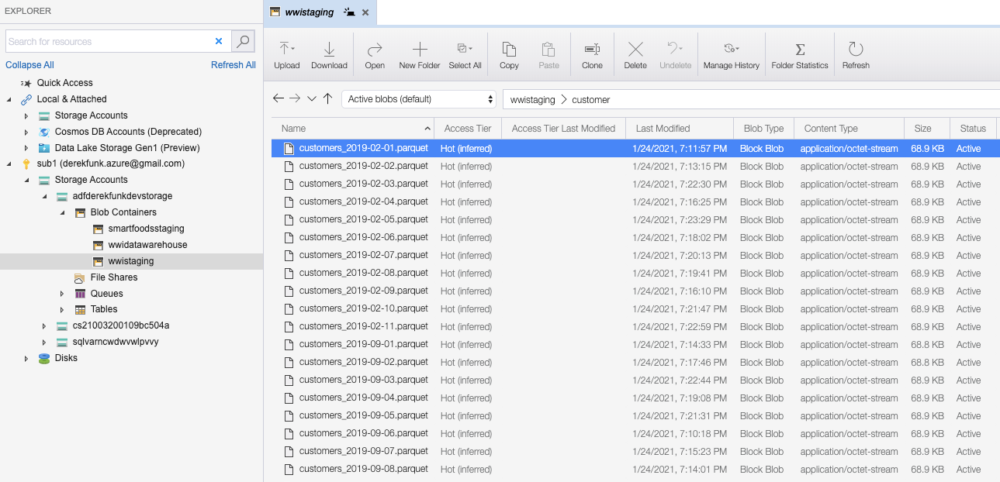 EXPLORER
Search for resources
Collapse All Refresh All
Quick Access
Local & Attached
Storage Accounts
Cosmos DB Accounts (Deprecated)
Data Lake Storage Gen1 (Preview)
sub1 (derekfunk.azure@gmail.com)
Storage Accounts
adfderekfunkdevstorage
Blob Containers
smartfoodsstaging
wwidatawarehouse
wwistaging
File Shares
Queues
Tables
cs21003200109bc504a
sqlvarncwdwvwlpvvy
Disks
wwistaging
Upload Download Open New Folder Select All Copy Paste Clone Delete Undelete Manage History Folder Statistics Refresh
Active blobs (default) wwistaging customer
Name Access Tier Access Tier Last Modified Last Modified Blob Type Content Type Size Status
customers_2019-02-01.parquet Hot (inferred) 1/24/2021, 7:11:57 PM Block Blob application/octet-stream 68.9 KB Active
customers_2019-02-02.parquet Hot (inferred) 1/24/2021, 7:13:15 PM Block Blob application/octet-stream 68.9 KB Active
customers_2019-02-03.parquet Hot (inferred) 1/24/2021, 7:22:30 PM Block Blob application/octet-stream 68.9 KB Active
customers_2019-02-04.parquet Hot (inferred) 1/24/2021, 7:16:25 PM Block Blob application/octet-stream 68.9 KB Active
customers_2019-02-05.parquet Hot (inferred) 1/24/2021, 7:23:29 PM Block Blob application/octet-stream 68.9 KB Active
customers_2019-02-06.parquet Hot (inferred) 1/24/2021, 7:18:02 PM Block Blob application/octet-stream 68.9 KB Active
customers_2019-02-07.parquet Hot (inferred) 1/24/2021, 7:20:13 PM Block Blob application/octet-stream 68.9 KB Active
customers_2019-02-08.parquet Hot (inferred) 1/24/2021, 7:19:41 PM Block Blob application/octet-stream 68.9 KB Active
customers_2019-02-09.parquet Hot (inferred) 1/24/2021, 7:16:10 PM Block Blob application/octet-stream 68.9 KB Active
customers_2019-02-10.parquet Hot (inferred) 1/24/2021, 7:21:47 PM Block Blob application/octet-stream 68.9 KB Active
customers_2019-02-11.parquet Hot (inferred) 1/24/2021, 7:22:59 PM Block Blob application/octet-stream 68.9 KB Active
customers_2019-09-01.parquet Hot (inferred) 1/24/2021, 7:14:33 PM Block Blob application/octet-stream 68.8 KB Active
customers_2019-09-02.parquet Hot (inferred) 1/24/2021, 7:17:46 PM Block Blob application/octet-stream 68.8 KB Active
customers_2019-09-03.parquet Hot (inferred) 1/24/2021, 7:22:44 PM Block Blob application/octet-stream 68.9 KB Active
customers_2019-09-04.parquet Hot (inferred) 1/24/2021, 7:19:08 PM Block Blob application/octet-stream 68.9 KB Active
customers_2019-09-05.parquet Hot (inferred) 1/24/2021, 7:21:31 PM Block Blob application/octet-stream 68.9 KB Active
customers_2019-09-06.parquet Hot (inferred) 1/24/2021, 7:10:18 PM Block Blob application/octet-stream 68.9 KB Active
customers_2019-09-07.parquet Hot (inferred) 1/24/2021, 7:15:23 PM Block Blob application/octet-stream 68.9 KB Active
customers_2019-09-08.parquet Hot (inferred) 1/24/2021, 7:14:01 PM Block Blob application/octet-stream 68.9 KB Active